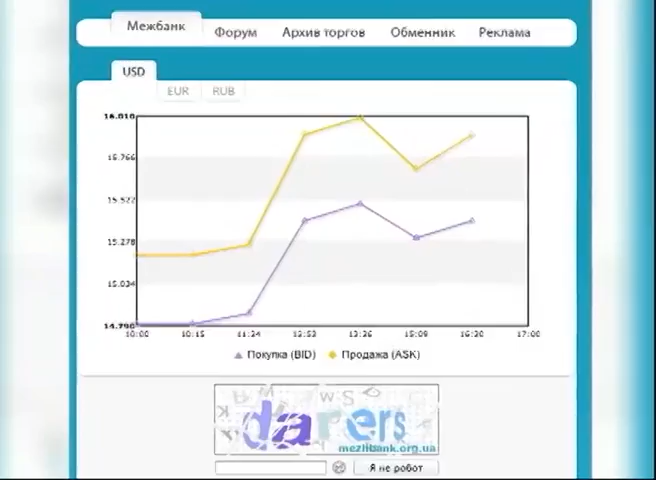 Межбанк Форум Архив торгов Обменник Реклама
USD
EUR RUB
16.010
15.766
15.522
15.278
15.034
14.790
10:00 10:15 11:34 12:53 13:26 15:09 16:20 17:00
Покупка (BID) Продажа (ASK)
W S
darers
mezhbank.org.ua
Я не робот